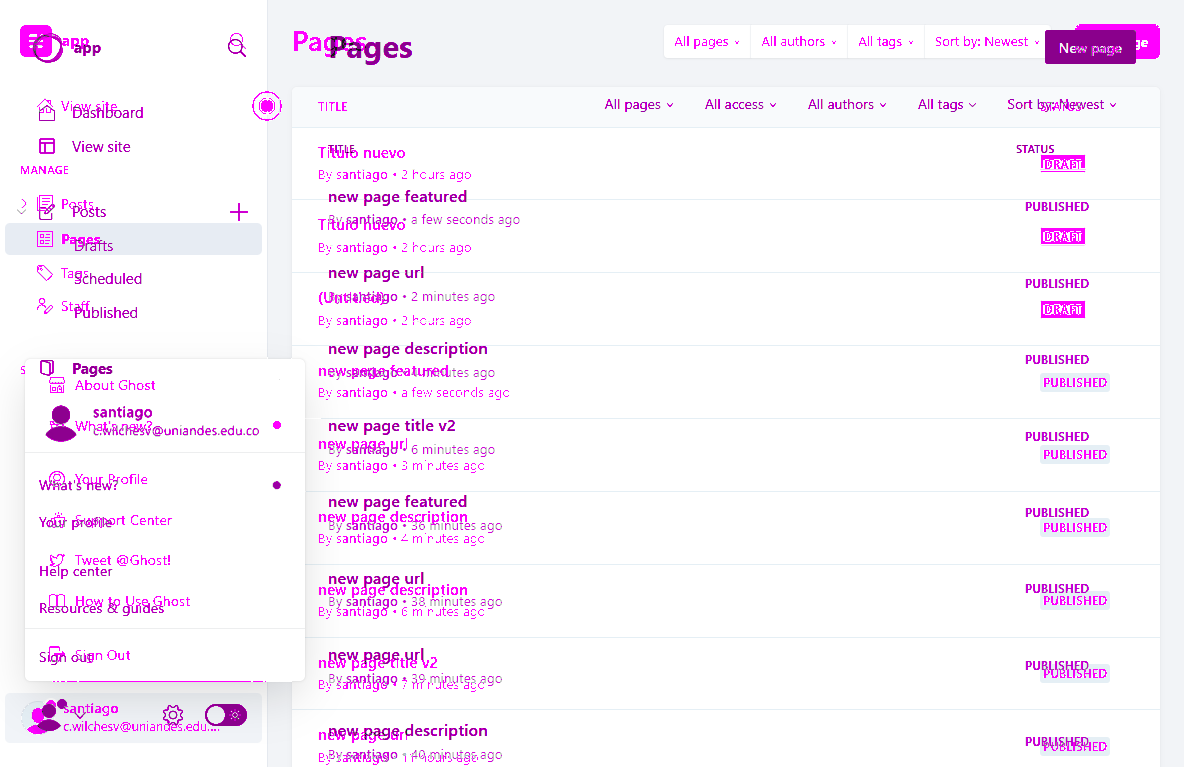 app
app
View site
Dashboard
View site
MANAGE
Posts
Posts
Pages
Drafts
Tags
Scheduled
Staff
Published
Pages
About Ghost
santiago
What's new?
c.wilchesv@uniandes.edu.co
Your Profile
What's new?
Support Center
Your profile
Tweet @Ghost!
Help center
How to Use Ghost
Resources & guides
Sign Out
Sign out
santiago
c.wilchesv@uniandes.edu....
Pages
Pages
All pages All authors All tags Sort by: Newest
New page
TITLE
All pages All access All authors All tags Sort by: Newest
STATUS
TITLE
STATUS
Titulo nuevo
By santiago • 2 hours ago
DRAFT
new page featured
By santiago • a few seconds ago
PUBLISHED
Titulo nuevo
By santiago • 2 hours ago
DRAFT
new page url
By santiago • 2 minutes ago
PUBLISHED
(Untitled)
By santiago • 2 hours ago
DRAFT
new page description
By santiago • 4 minutes ago
PUBLISHED
new page featured
By santiago • a few seconds ago
PUBLISHED
new page title v2
By santiago • 6 minutes ago
PUBLISHED
new page url
By santiago • 3 minutes ago
PUBLISHED
new page featured
By santiago • 36 minutes ago
PUBLISHED
new page description
By santiago • 4 minutes ago
PUBLISHED
new page url
By santiago • 38 minutes ago
PUBLISHED
new page description
By santiago • 6 minutes ago
PUBLISHED
new page url
By santiago • 39 minutes ago
PUBLISHED
new page title v2
By santiago • 7 minutes ago
PUBLISHED
new page description
By santiago • 40 minutes ago
PUBLISHED
new page url
By santiago • 11 hours ago
PUBLISHED